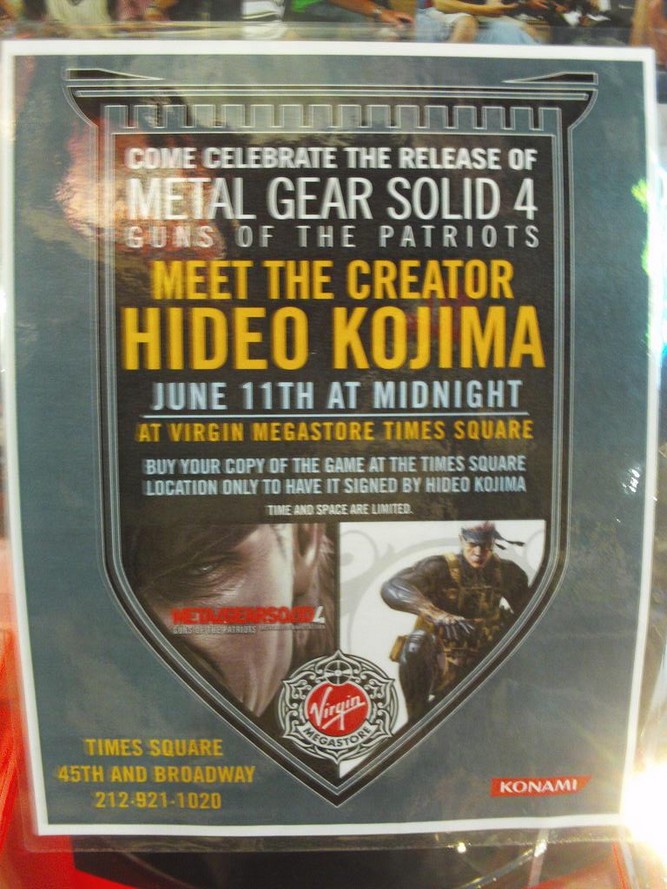 COME CELEBRATE THE RELEASE OF
METAL GEAR SOLID 4
GUNS OF THE PATRIOTS
MEET THE CREATOR
HIDEO KOJIMA
JUNE 11TH AT MIDNIGHT
AT VIRGIN MEGASTORE TIMES SQUARE
BUY YOUR COPY OF THE GAME AT THE TIMES SQUARE
LOCATION ONLY TO HAVE IT SIGNED BY HIDEO KOJIMA
TIME AND SPACE ARE LIMITED.
METAL GEAR SOLID 4
GUNS OF THE PATRIOTS
Virgin
MEGASTORE
TIMES SQUARE
45TH AND BROADWAY
212-921-1020
KONAMI